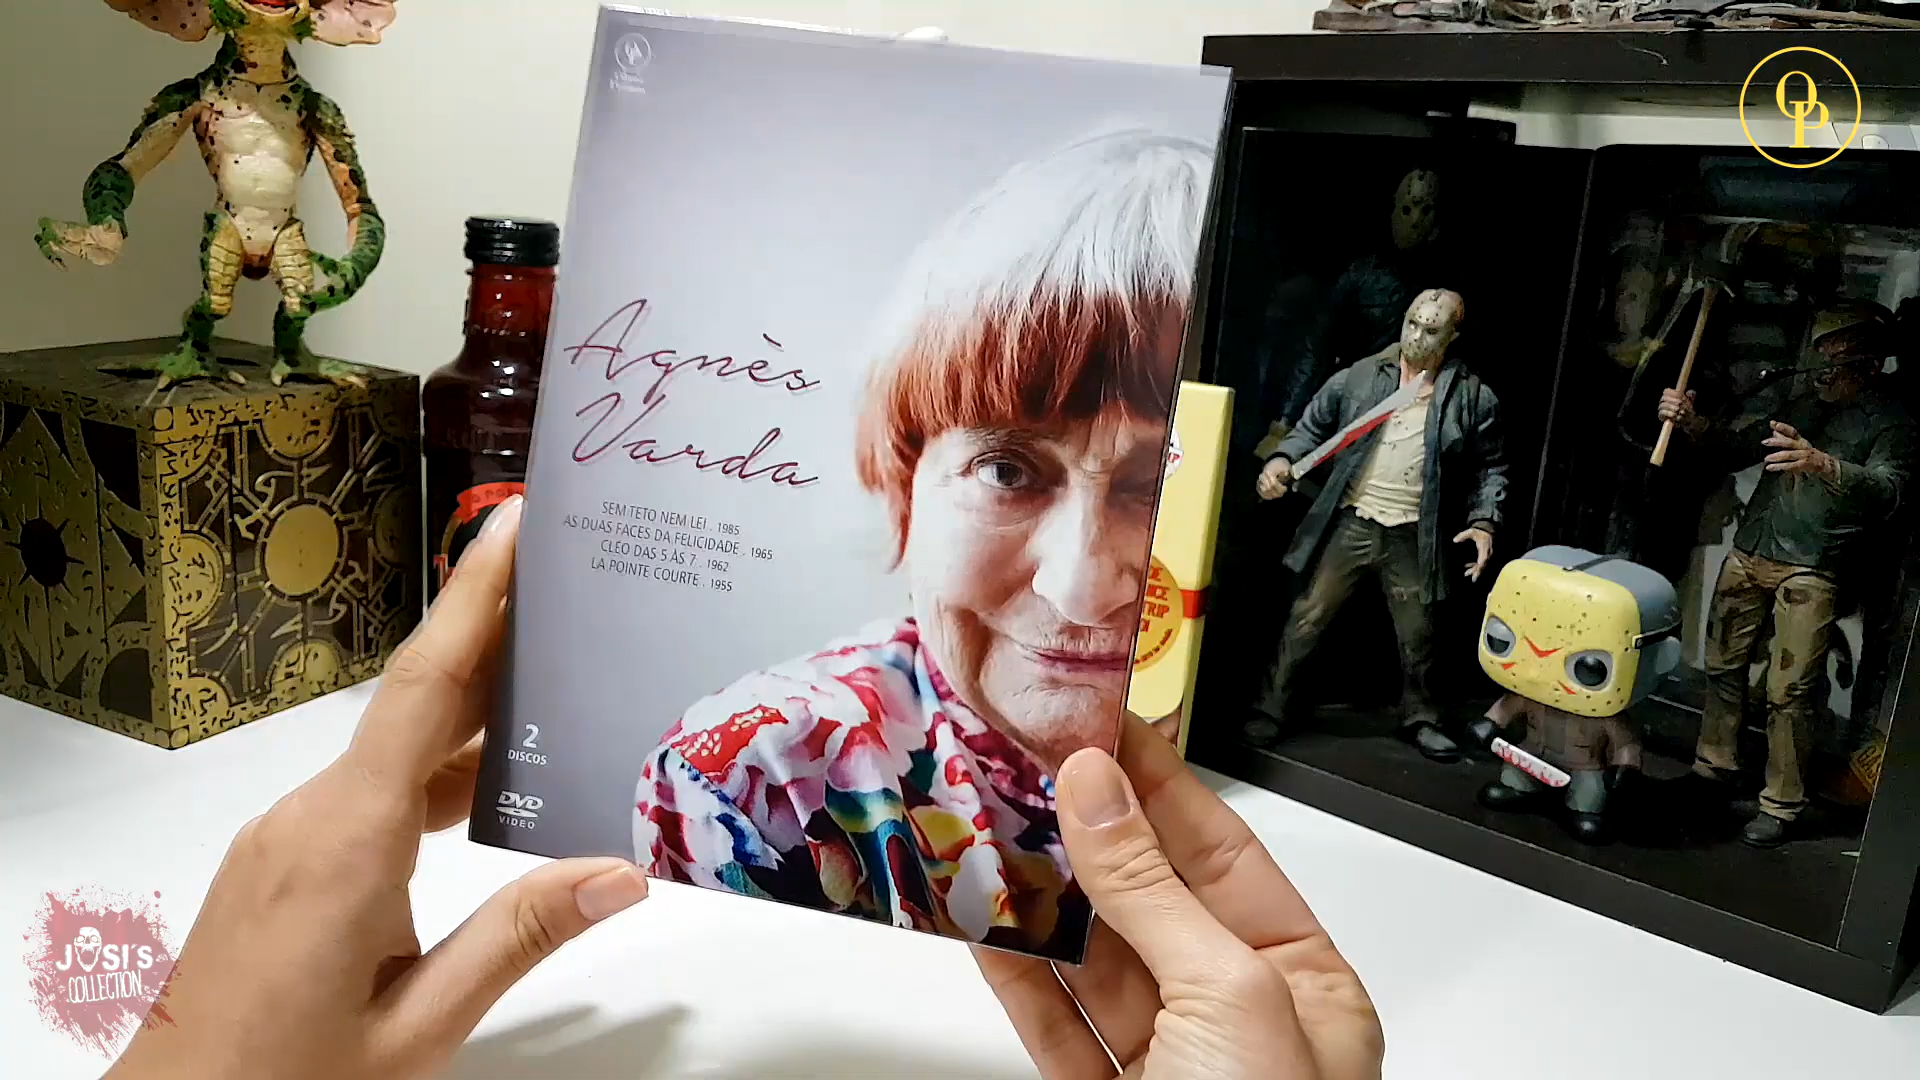 OP
Agnès
Varda
SEM TETO NEM LEI . 1985
AS DUAS FACES DA FELICIDADE . 1965
CLÉO DAS 5 ÀS 7 . 1962
LA POINTE COURTE . 1955
2
DISCOS
DVD
VIDEO
JOSI'S
COLLECTION